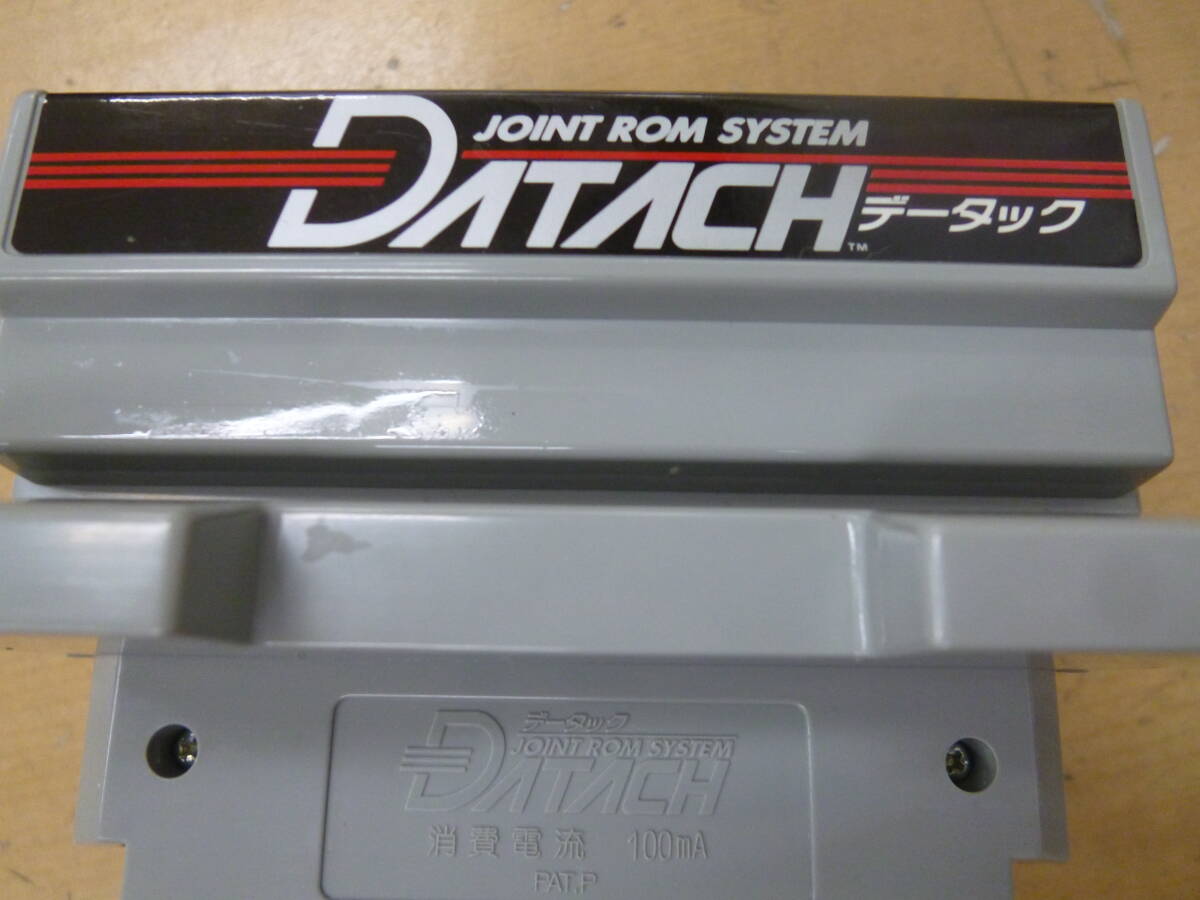 JOINT ROM SYSTEM
DATACH データック
TM
データック
JOINT ROM SYSTEM
DATACH
消費電流 100mA
PAT.P